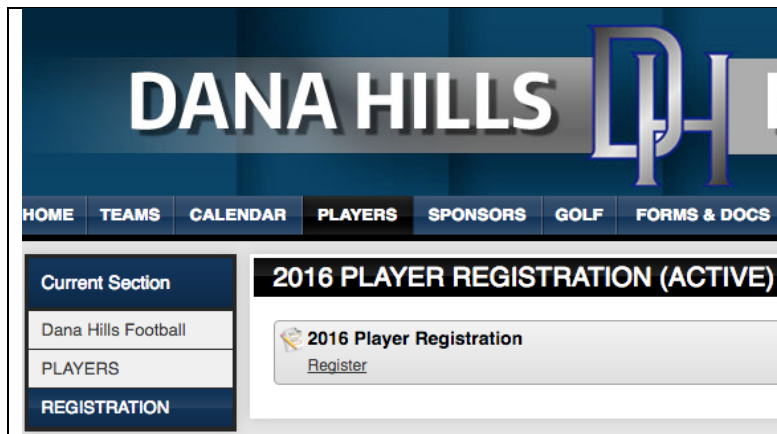 DANA HILLS DH
HOME TEAMS CALENDAR PLAYERS SPONSORS GOLF FORMS & DOCS
Current Section
Dana Hills Football
PLAYERS
REGISTRATION
2016 PLAYER REGISTRATION (ACTIVE)
2016 Player Registration
Register